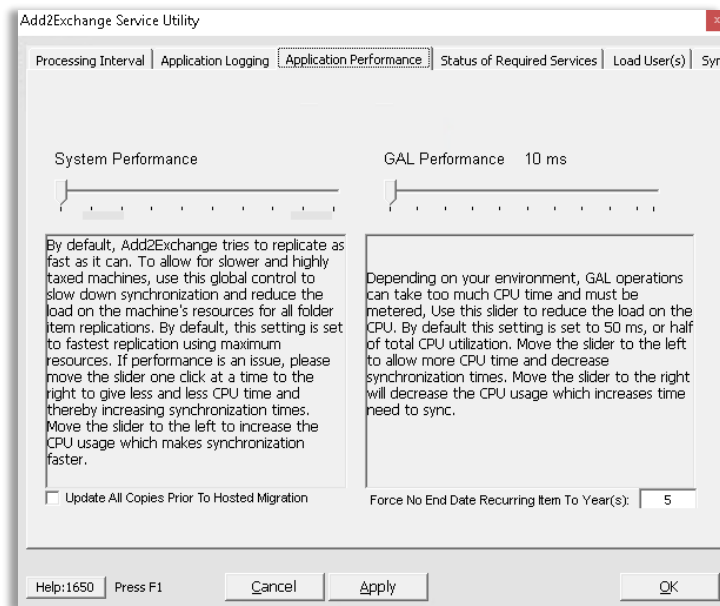 Add2Exchange Service Utility
x
Processing Interval Application Logging Application Performance Status of Required Services Load User(s) Syn
System Performance
GAL Performance 10 ms
By default, Add2Exchange tries to replicate as
fast as it can. To allow for slower and highly
taxed machines, use this global control to
slow down synchronization and reduce the
load on the machine's resources for all folder
item replications. By default, this setting is set
to fastest replication using maximum
resources. If performance is an issue, please
move the slider one click at a time to the
right to give less and less CPU time and
thereby increasing synchronization times.
Move the slider to the left to increase the
CPU usage which makes synchronization
faster.
Depending on your environment, GAL operations
can take too much CPU time and must be
metered, Use this slider to reduce the load on the
CPU. By default this setting is set to 50 ms, or half
of total CPU utilization. Move the slider to the left
to allow more CPU time and decrease
synchronization times. Move the slider to the right
will decrease the CPU usage which increases time
need to sync.
Update All Copies Prior To Hosted Migration
Force No End Date Recurring Item To Year(s): 5
Help:1650 Press F1 Cancel Apply OK